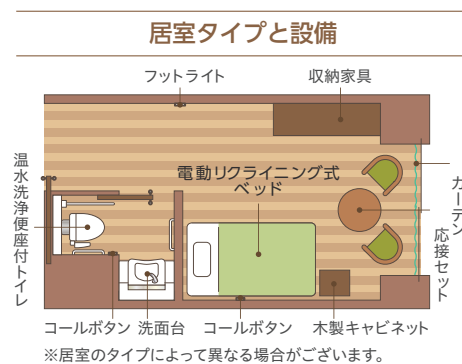 居室タイプと設備
フットライト
収納家具
温水洗浄便座付トイレ
電動リクライニング式
ベッド
カーテン
応接セット
コールボタン
洗面台
コールボタン
木製キャビネット
※居室のタイプによって異なる場合がございます。